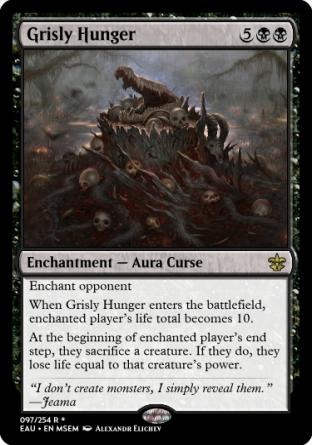 Grisly Hunger 5
Enchantment — Aura Curse
Enchant opponent
When Grisly Hunger enters the battlefield,
enchanted player's life total becomes 10.
At the beginning of enchanted player's end
step, they sacrifice a creature. If they do, they
lose life equal to that creature's power.
"I don't create monsters, I simply reveal them."
—Jeama
097/254 R *
EAU • EN MSEM Alexandr Elichev